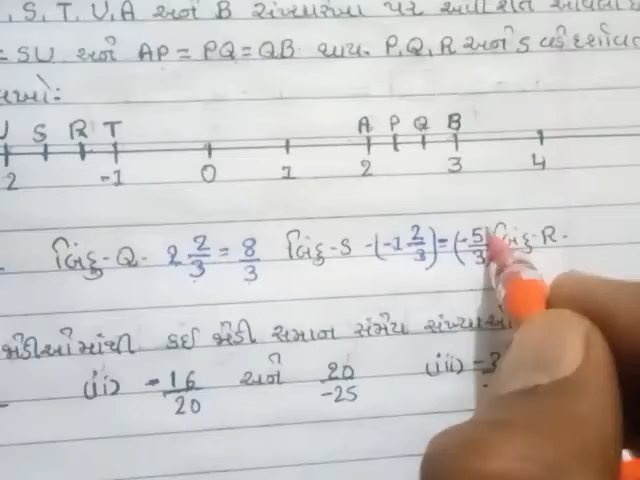 , S, T, U, A અને B સંખ્યારેખા પર એવી રીતે આવેલા
= SU અને AP = PQ = QB થાય. P, Q, R અને S વડે દર્શાવા
ખો:
U S R T A P Q B
2 -1 0 1 2 3 4
બિંદુ-Q- 2 2/3 = 8/3 બિંદુ-S -(-1 2/3) = (-5/3 બિંદુ-R-
જોડીઓમાંથી કઈ જોડી સમાન સંમેય સંખ્યા
(ii) -16/20 અને 20/-25 (iii) -3